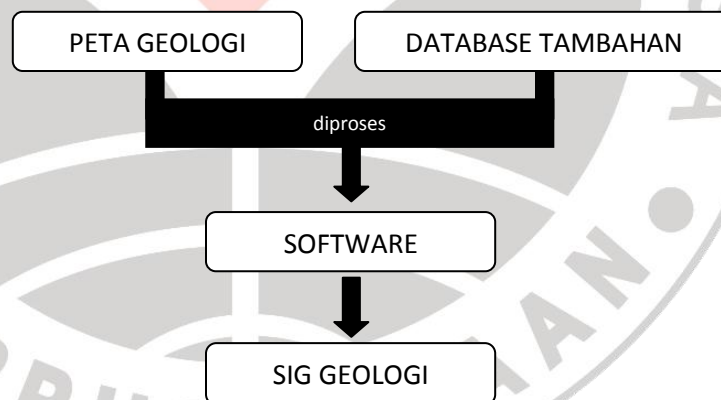 PETA GEOLOGI
DATABASE TAMBAHAN
diproses
SOFTWARE
SIG GEOLOGI